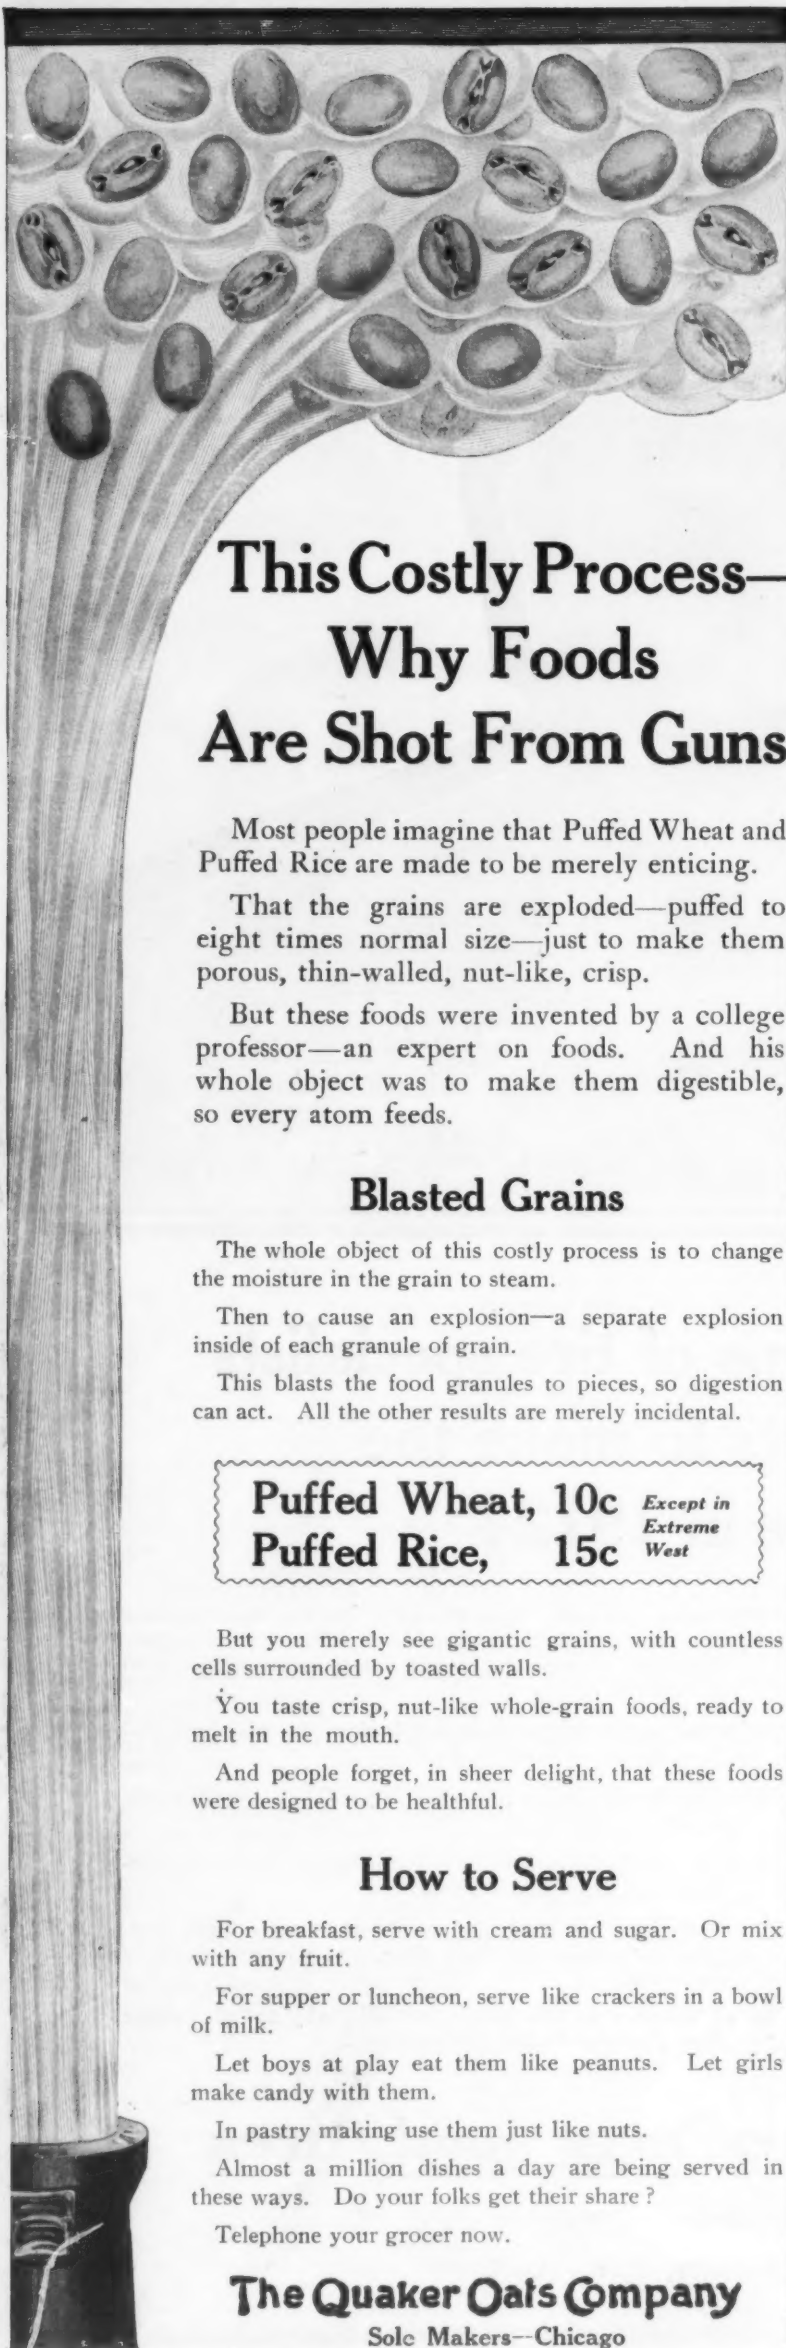 This Costly Process—
Why Foods
Are Shot From Guns
Most people imagine that Puffed Wheat and
Puffed Rice are made to be merely enticing.
That the grains are exploded—puffed to
eight times normal size—just to make them
porous, thin-walled, nut-like, crisp.
But these foods were invented by a college
professor—an expert on foods. And his
whole object was to make them digestible,
so every atom feeds.
Blasted Grains
The whole object of this costly process is to change
the moisture in the grain to steam.
Then to cause an explosion—a separate explosion
inside of each granule of grain.
This blasts the food granules to pieces, so digestion
can act. All the other results are merely incidental.
Puffed Wheat, 10c Except in
Extreme
Puffed Rice, 15c West
But you merely see gigantic grains, with countless
cells surrounded by toasted walls.
You taste crisp, nut-like whole-grain foods, ready to
melt in the mouth.
And people forget, in sheer delight, that these foods
were designed to be healthful.
How to Serve
For breakfast, serve with cream and sugar. Or mix
with any fruit.
For supper or luncheon, serve like crackers in a bowl
of milk.
Let boys at play eat them like peanuts. Let girls
make candy with them.
In pastry making use them just like nuts.
Almost a million dishes a day are being served in
these ways. Do your folks get their share?
Telephone your grocer now.
The Quaker Oats Company
Sole Makers--Chicago